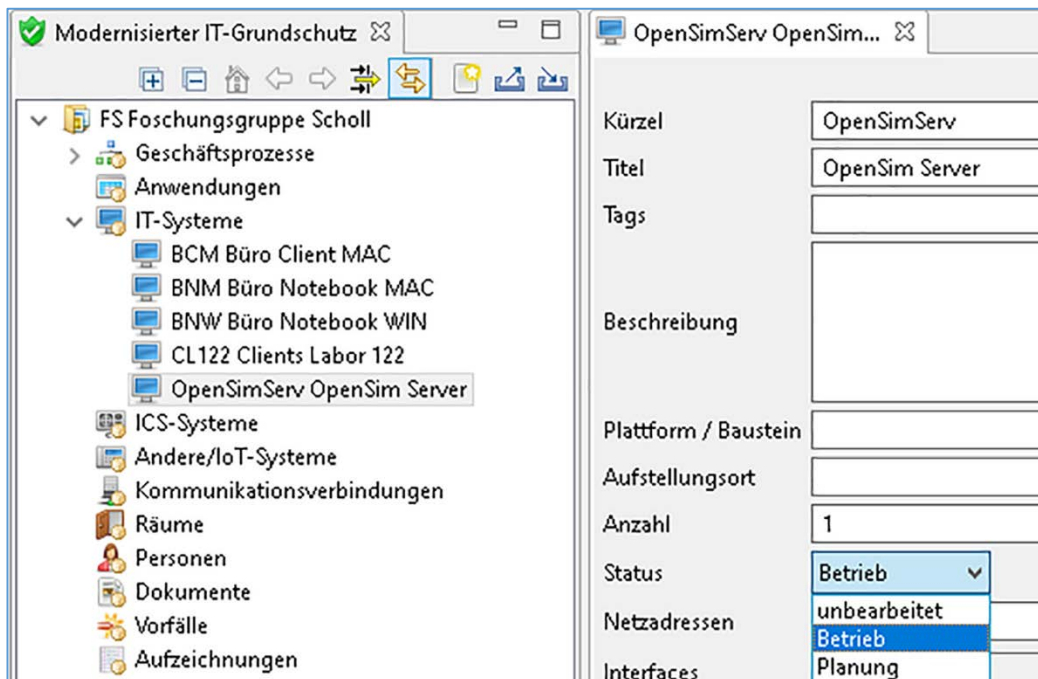 Modernisierter IT-Grundschutz
FS Foschungsgruppe Scholl
Geschäftsprozesse
Anwendungen
IT-Systeme
BCM Büro Client MAC
BNM Büro Notebook MAC
BNW Büro Notebook WIN
CL122 Clients Labor 122
OpenSimServ OpenSim Server
ICS-Systeme
Andere/IoT-Systeme
Kommunikationsverbindungen
Räume
Personen
Dokumente
Vorfälle
Aufzeichnungen
OpenSimServ OpenSim...
Kürzel OpenSimServ
Titel OpenSim Server
Tags
Beschreibung
Plattform / Baustein
Aufstellungsort
Anzahl 1
Status Betrieb
unbearbeitet
Netzadressen
Betrieb
Interfaces Planung